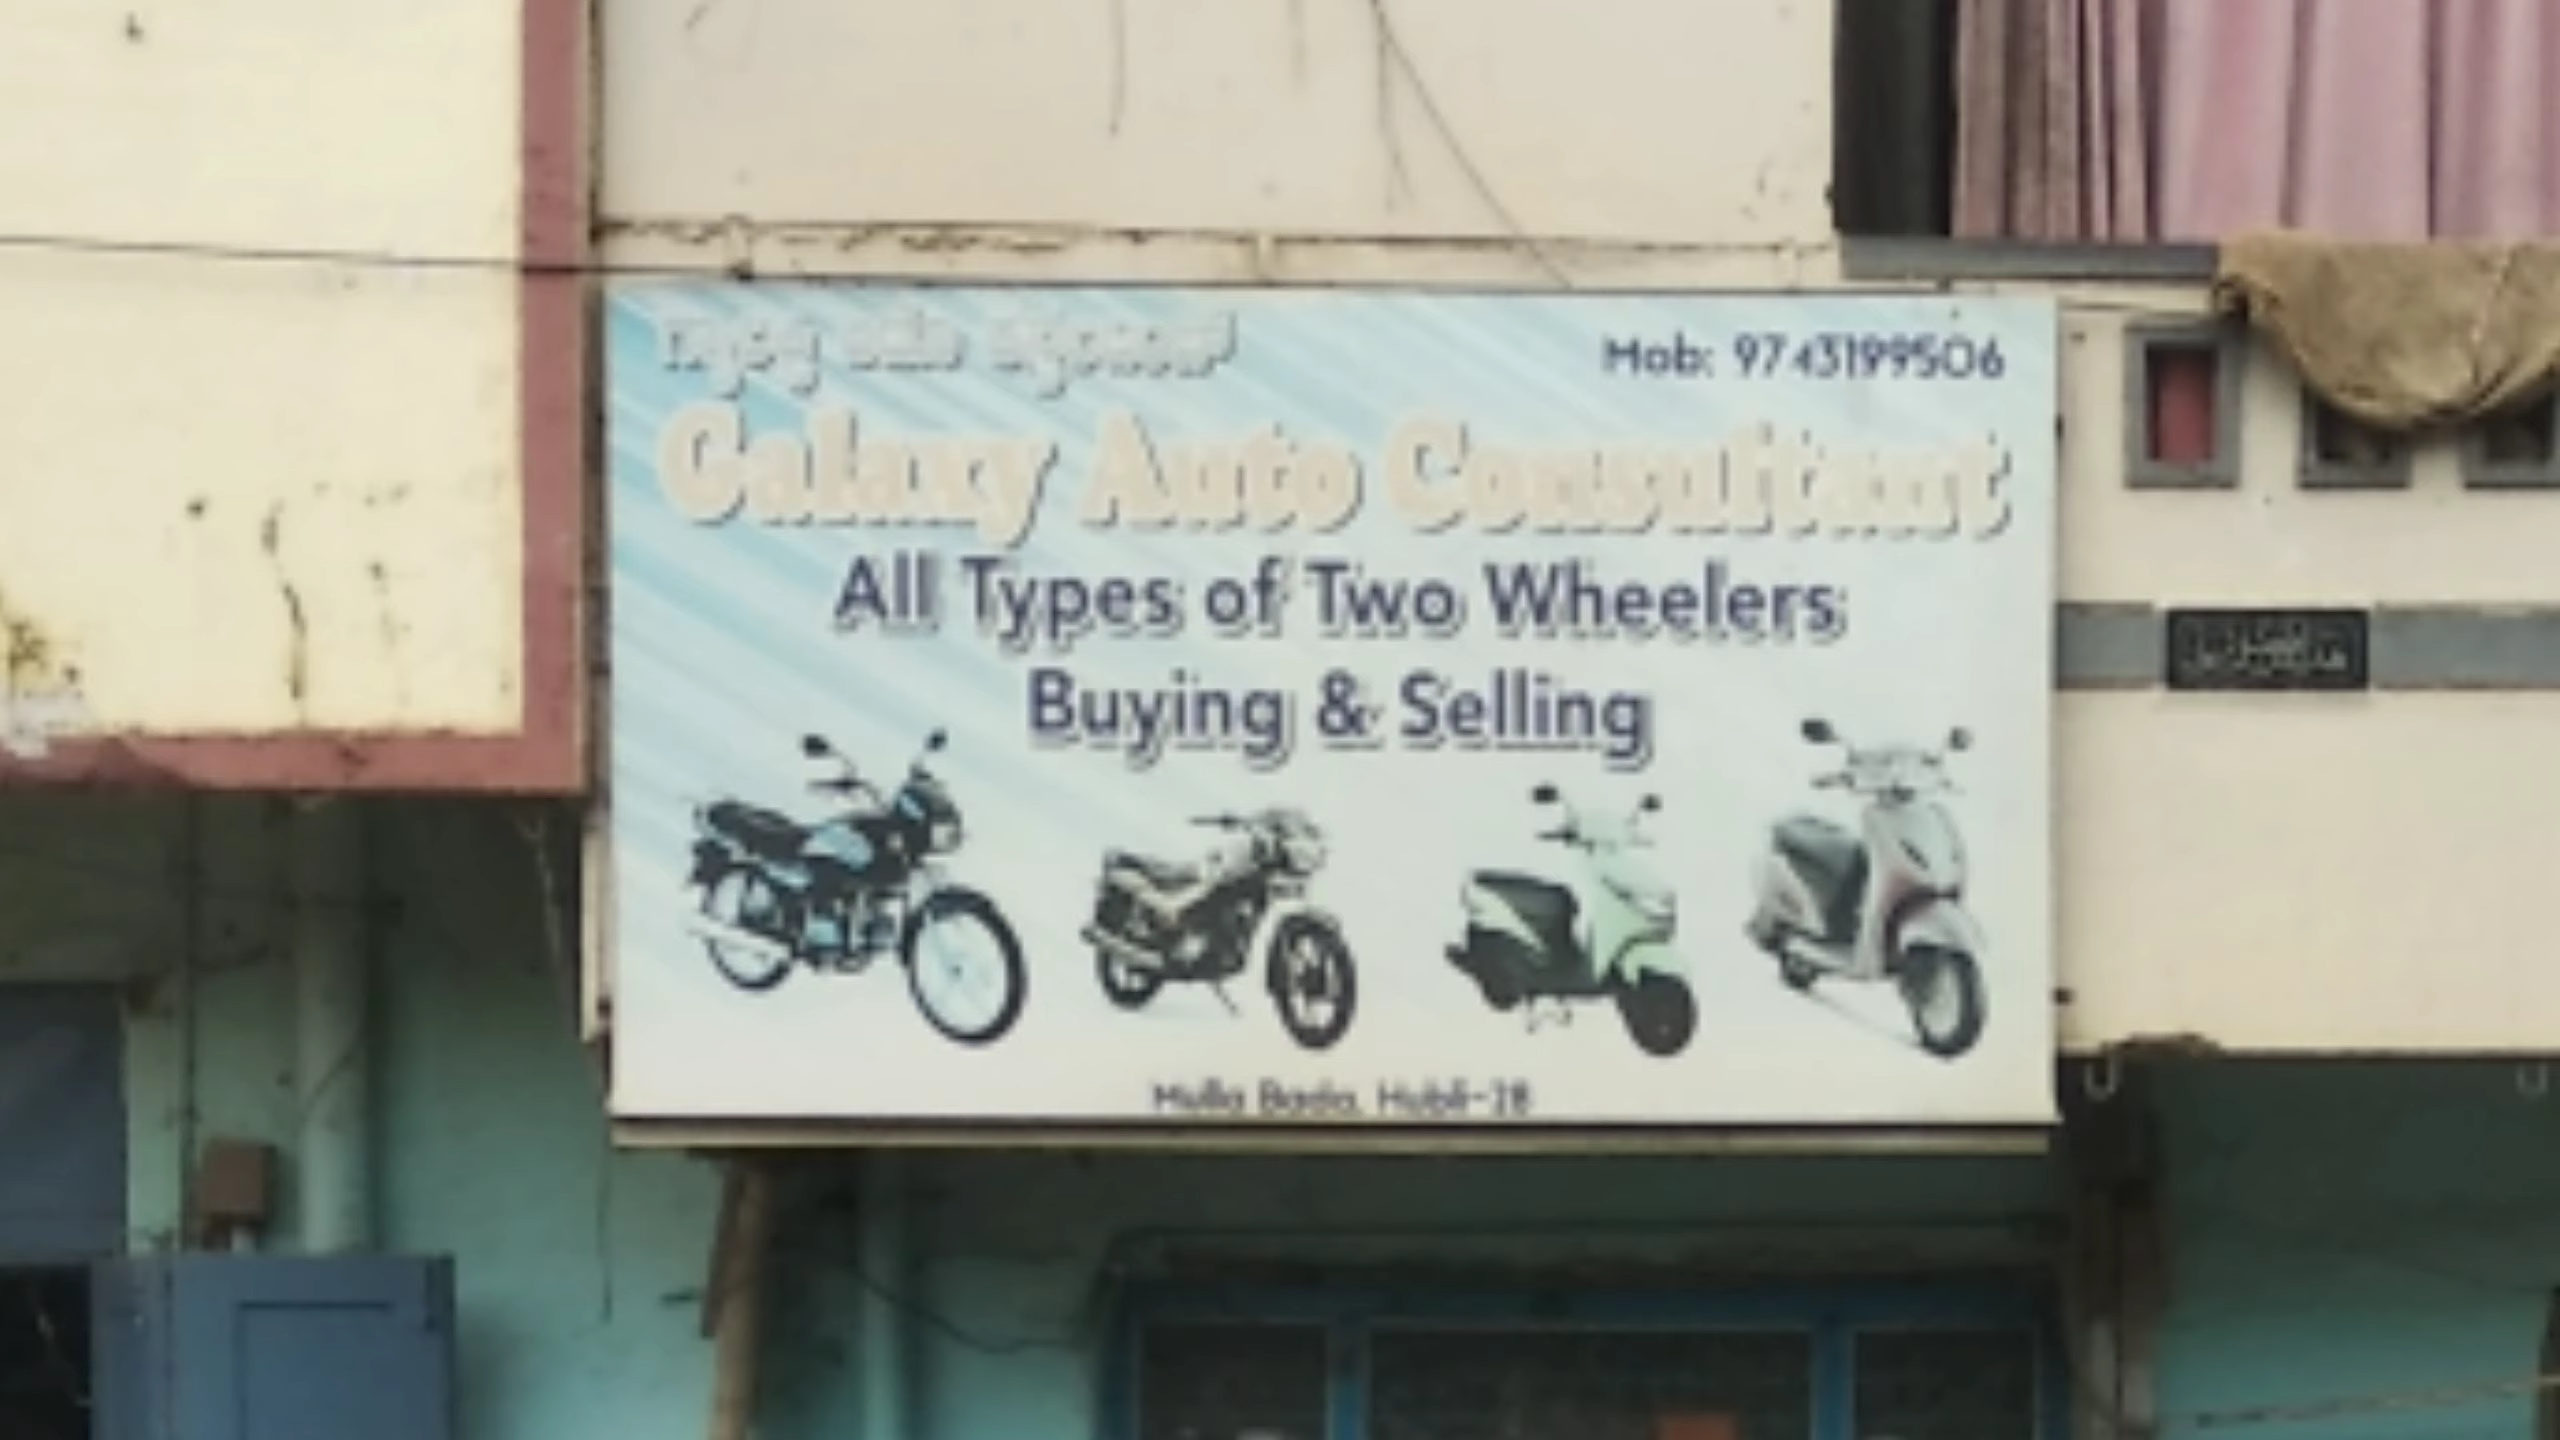 Mob: 9743199506
Galaxy Auto Consultant
All Types of Two Wheelers
Buying & Selling
Mulla Bada, Hubli-28